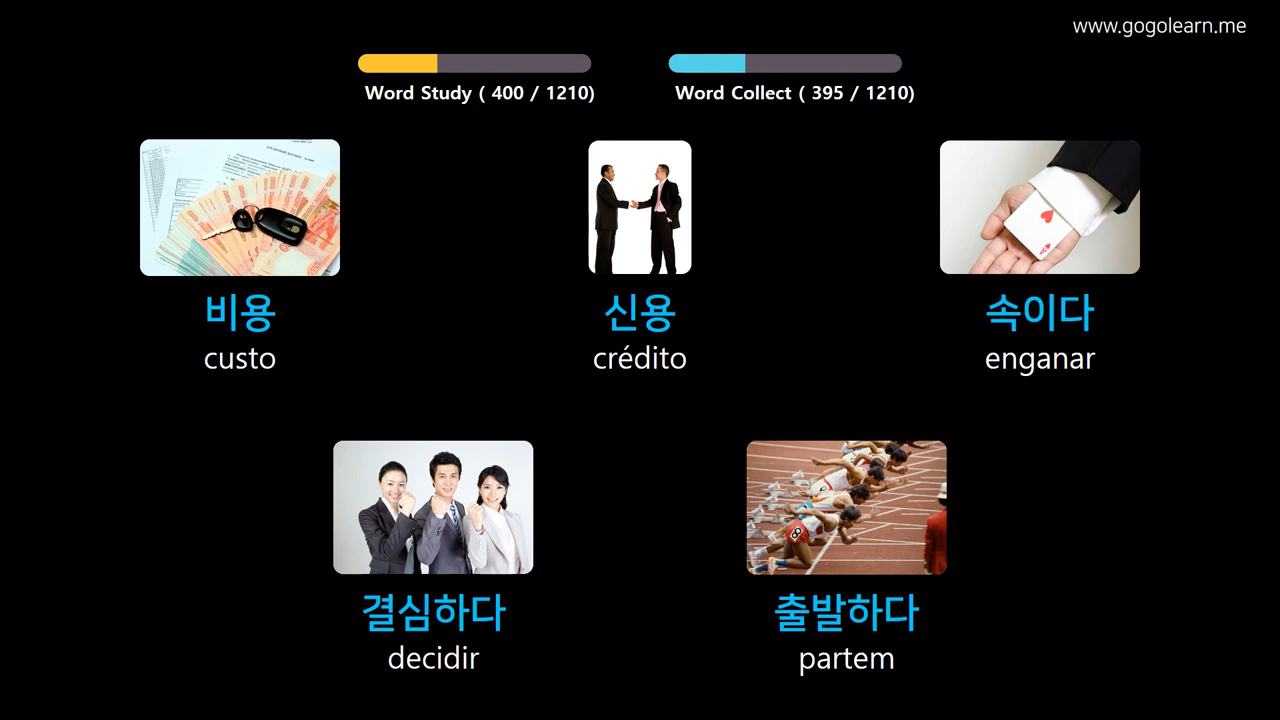 www.gogolearn.me
Word Study ( 400 / 1210)
Word Collect ( 395 / 1210)
비용
custo
신용
crédito
속이다
enganar
결심하다
decidir
출발하다
partem